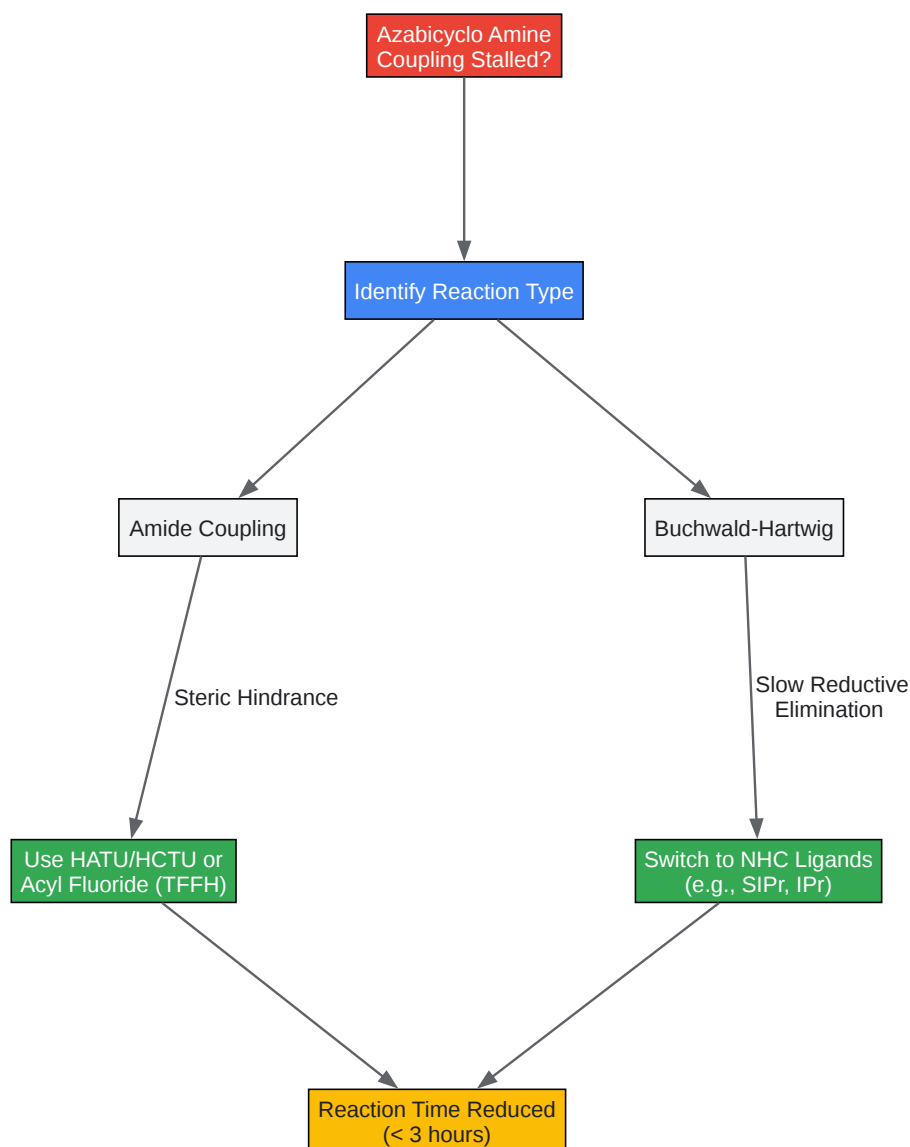 Azabicyclo Amine
Coupling Stalled?
Identify Reaction Type
Amide Coupling
Buchwald-Hartwig
Steric Hindrance
Slow Reductive
Elimination
Use HATU/HCTU or
Acyl Fluoride (TFFH)
Switch to NHC Ligands
(e.g., SIPr, IPr)
Reaction Time Reduced
(< 3 hours)